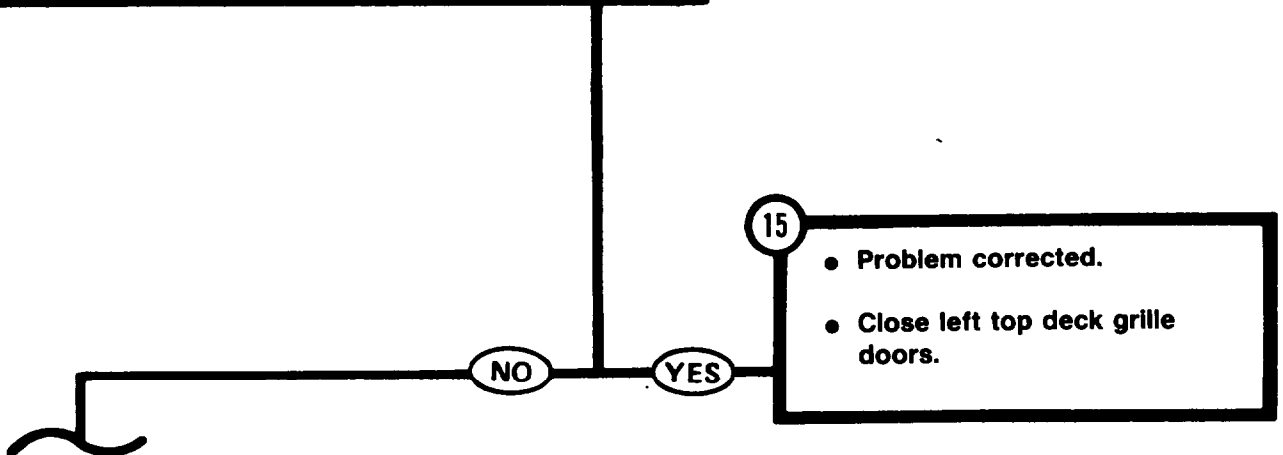 15
● Problem corrected.
● Close left top deck grille
doors.
NO
YES